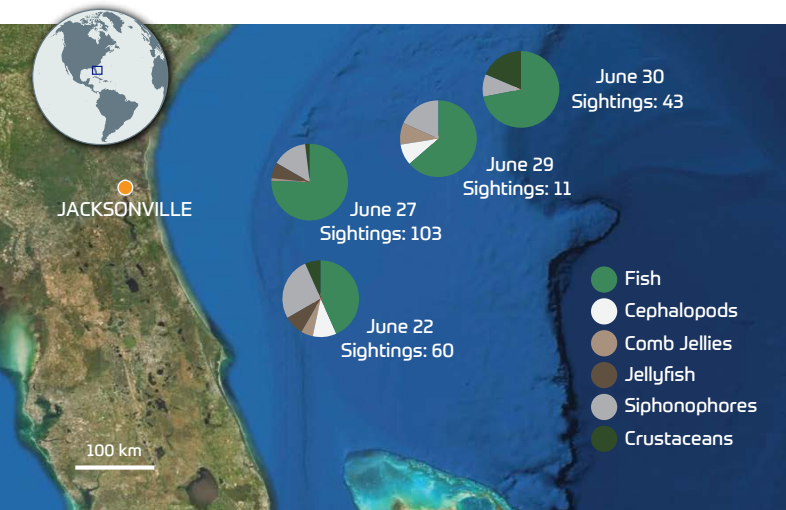 June 30
Sightings: 43
June 29
Sightings: 11
June 27
Sightings: 103
JACKSONVILLE
June 22
Sightings: 60
Fish
Cephalopods
Comb Jellies
Jellyfish
Siphonophores
Crustaceans
100 km